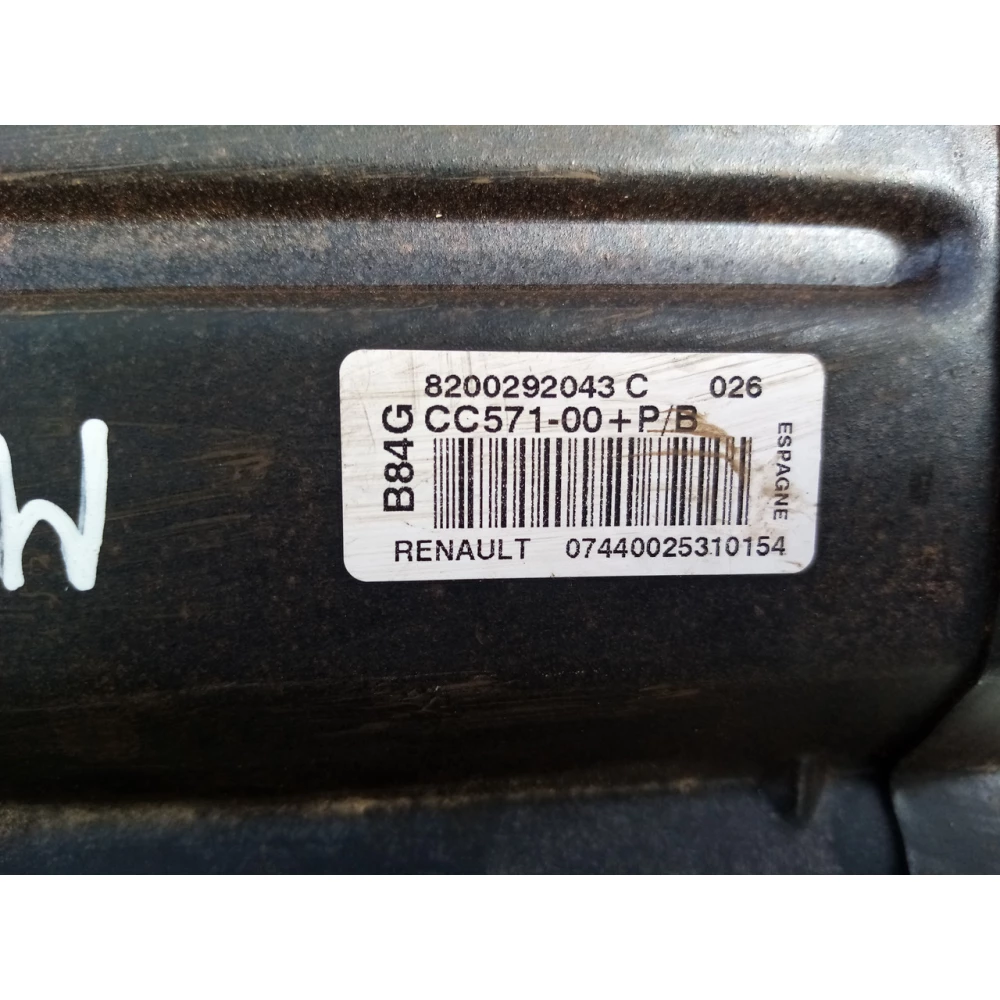 8200292043 C 026
B84G
CC571-00+P/B
ESPAGNE
RENAULT 07440025310154
W